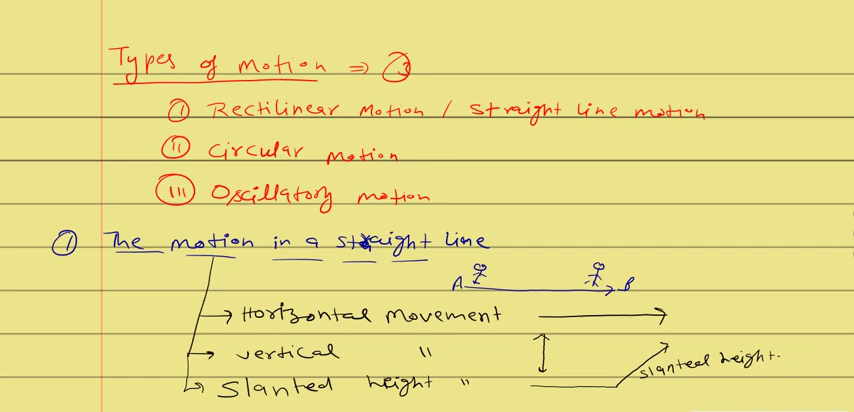 Types of motion ⇒ ③
(i) Rectilinear Motion / Straight Line motion
(ii) Circular motion
(iii) Oscillatory motion
① The motion in a straight line
A B
→ Horizontal Movement
→ vertical "
→ Slanted height " slanted height.